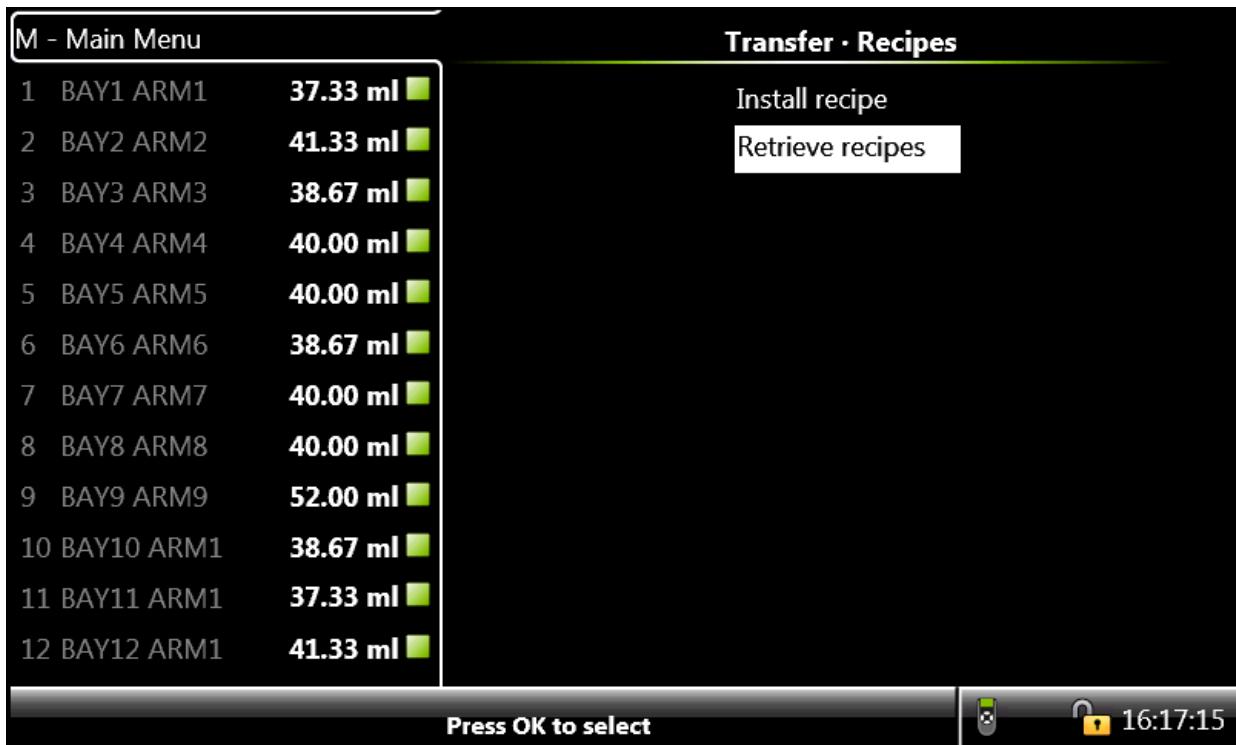 M - Main Menu
1 BAY1 ARM1 37.33 ml
2 BAY2 ARM2 41.33 ml
3 BAY3 ARM3 38.67 ml
4 BAY4 ARM4 40.00 ml
5 BAY5 ARM5 40.00 ml
6 BAY6 ARM6 38.67 ml
7 BAY7 ARM7 40.00 ml
8 BAY8 ARM8 40.00 ml
9 BAY9 ARM9 52.00 ml
10 BAY10 ARM1 38.67 ml
11 BAY11 ARM1 37.33 ml
12 BAY12 ARM1 41.33 ml
Transfer · Recipes
Install recipe
Retrieve recipes
Press OK to select
16:17:15